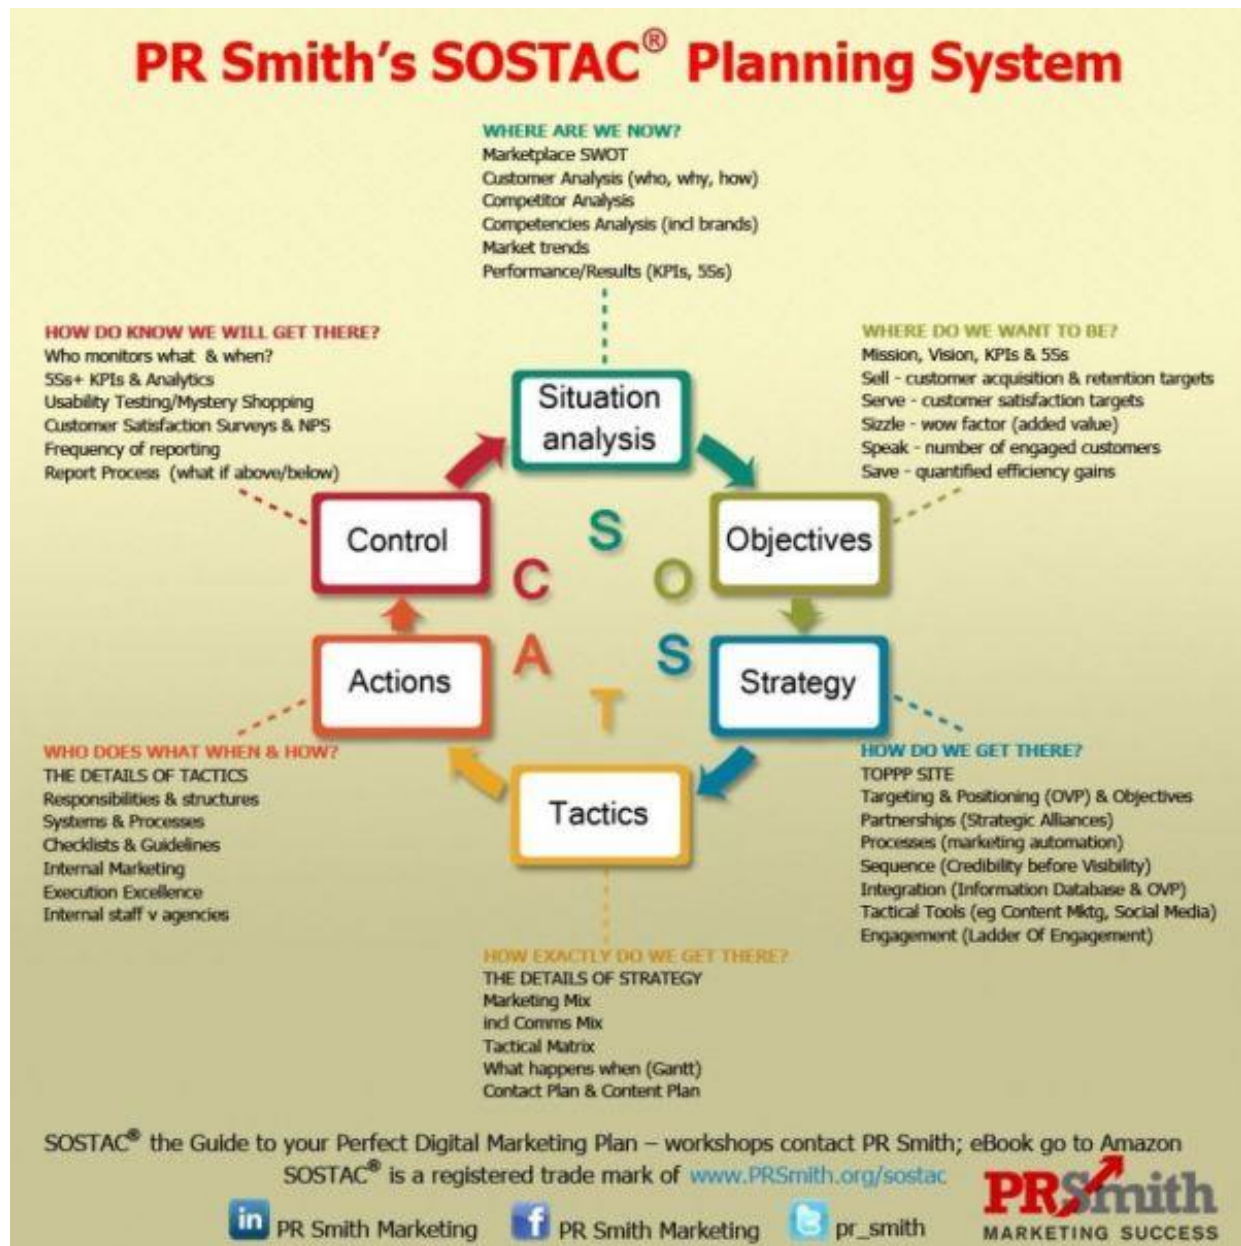 PR Smith's SOSTAC® Planning System
WHERE ARE WE NOW?
Marketplace SWOT
Customer Analysis (who, why, how)
Competitor Analysis
Competencies Analysis (incl brands)
Market trends
Performance/Results (KPIs, 5Ss)
HOW DO KNOW WE WILL GET THERE?
Who monitors what & when?
5Ss+ KPIs & Analytics
Usability Testing/Mystery Shopping
Customer Satisfaction Surveys & NPS
Frequency of reporting
Report Process (what if above/below)
WHERE DO WE WANT TO BE?
Mission, Vision, KPIs & 5Ss
Sell - customer acquisition & retention targets
Serve - customer satisfaction targets
Sizzle - wow factor (added value)
Speak - number of engaged customers
Save - quantified efficiency gains
Situation
analysis
Control
Objectives
S
C
O
A
S
T
Actions
Strategy
Tactics
WHO DOES WHAT WHEN & HOW?
THE DETAILS OF TACTICS
Responsibilities & structures
Systems & Processes
Checklists & Guidelines
Internal Marketing
Execution Excellence
Internal staff v agencies
HOW DO WE GET THERE?
TOPPP SITE
Targeting & Positioning (OVP) & Objectives
Partnerships (Strategic Alliances)
Processes (marketing automation)
Sequence (Credibility before Visibility)
Integration (Information Database & OVP)
Tactical Tools (eg Content Mktg, Social Media)
Engagement (Ladder Of Engagement)
HOW EXACTLY DO WE GET THERE?
THE DETAILS OF STRATEGY
Marketing Mix
incl Comms Mix
Tactical Matrix
What happens when (Gantt)
Contact Plan & Content Plan
SOSTAC® the Guide to your Perfect Digital Marketing Plan – workshops contact PR Smith; eBook go to Amazon
SOSTAC® is a registered trade mark of www.PRSmith.org/sostac
in PR Smith Marketing
f PR Smith Marketing
t pr_smith
PRSmith
MARKETING SUCCESS